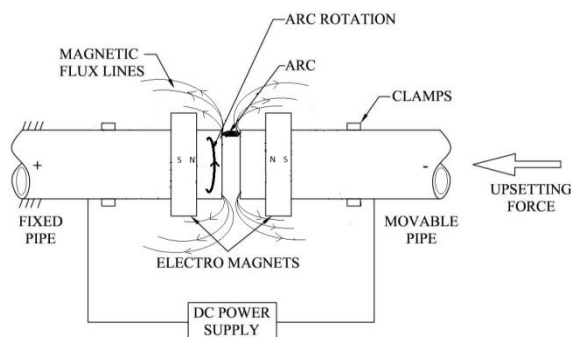 ARC ROTATION
MAGNETIC
FLUX LINES
ARC
CLAMPS
S N
N S
+
-
FIXED
PIPE
ELECTRO MAGNETS
MOVABLE
PIPE
UPSETTING
FORCE
DC POWER
SUPPLY